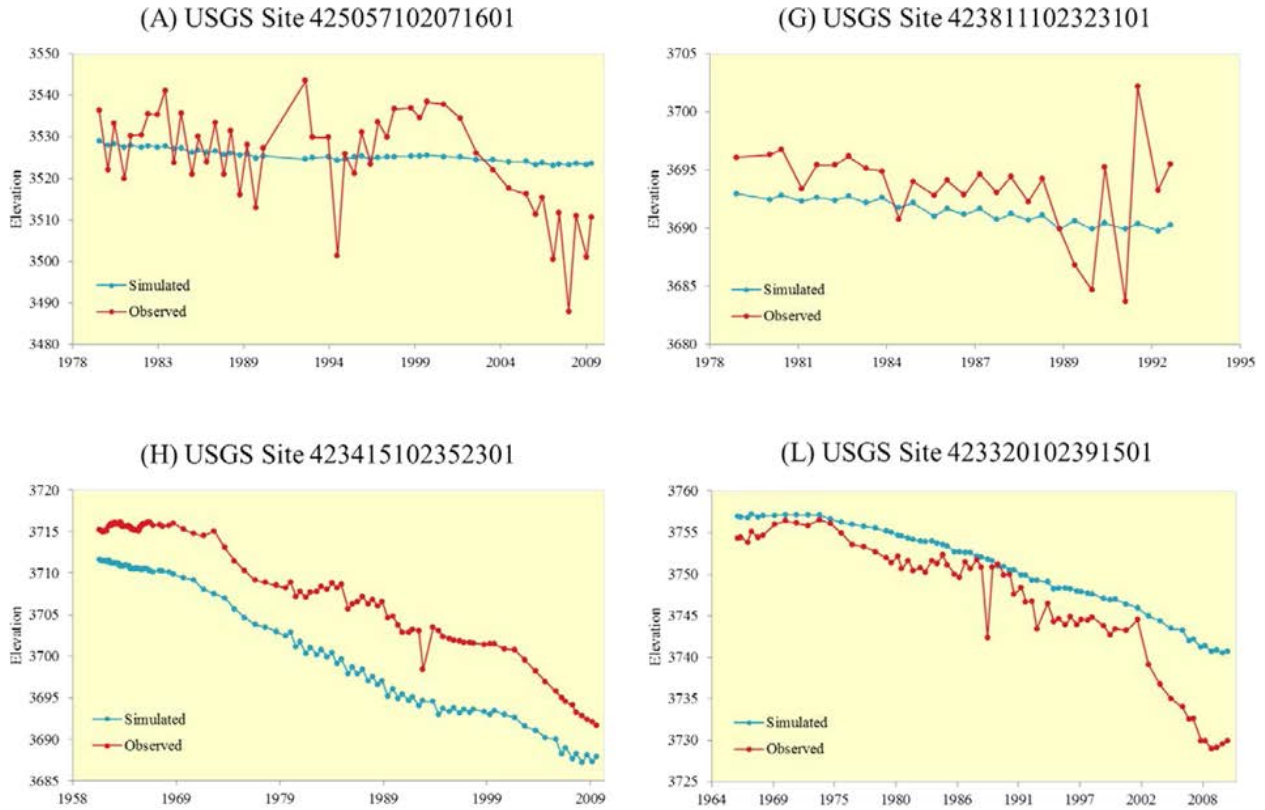 (A) USGS Site 425057102071601
3550
3540
3530
3520
3510
3500
3490
3480
Elevation
Simulated
Observed
1978 1983 1989 1994 1999 2004 2009
(G) USGS Site 423811102323101
3705
3700
3695
3690
3685
3680
Elevation
Simulated
Observed
1978 1981 1984 1987 1989 1992 1995
(H) USGS Site 423415102352301
3720
3715
3710
3705
3700
3695
3690
3685
Elevation
Simulated
Observed
1958 1969 1979 1989 1999 2009
(L) USGS Site 423320102391501
3760
3755
3750
3745
3740
3735
3730
3725
Elevation
Simulated
Observed
1964 1969 1975 1980 1986 1991 1997 2002 2008